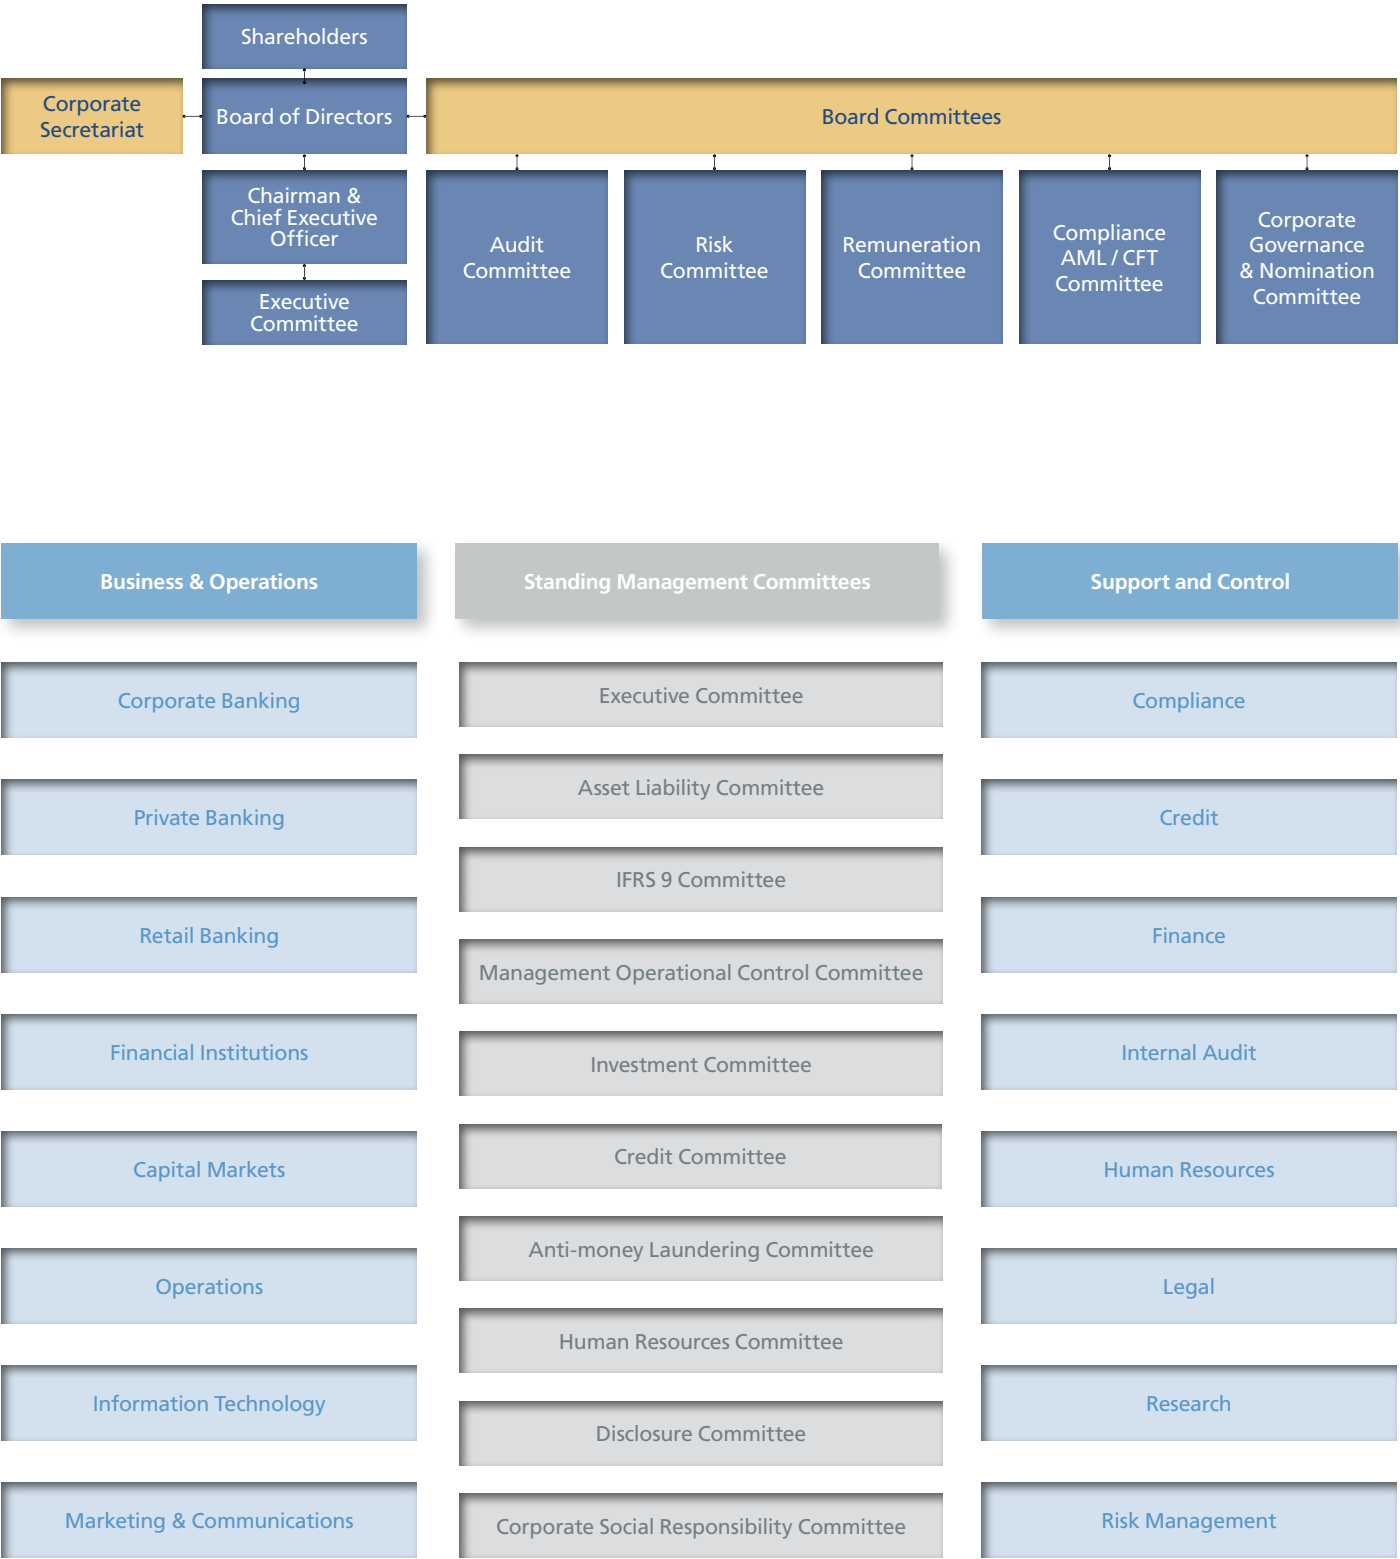 Shareholders
Corporate
Secretariat
Board of Directors
Board Committees
Chairman &
Chief Executive
Officer
Executive
Committee
Audit
Committee
Risk
Committee
Remuneration
Committee
Compliance
AML / CFT
Committee
Corporate
Governance
& Nomination
Committee
Business & Operations
Corporate Banking
Private Banking
Retail Banking
Financial Institutions
Capital Markets
Operations
Information Technology
Marketing & Communications
Standing Management Committees
Executive Committee
Asset Liability Committee
IFRS 9 Committee
Management Operational Control Committee
Investment Committee
Credit Committee
Anti-money Laundering Committee
Human Resources Committee
Disclosure Committee
Corporate Social Responsibility Committee
Support and Control
Compliance
Credit
Finance
Internal Audit
Human Resources
Legal
Research
Risk Management